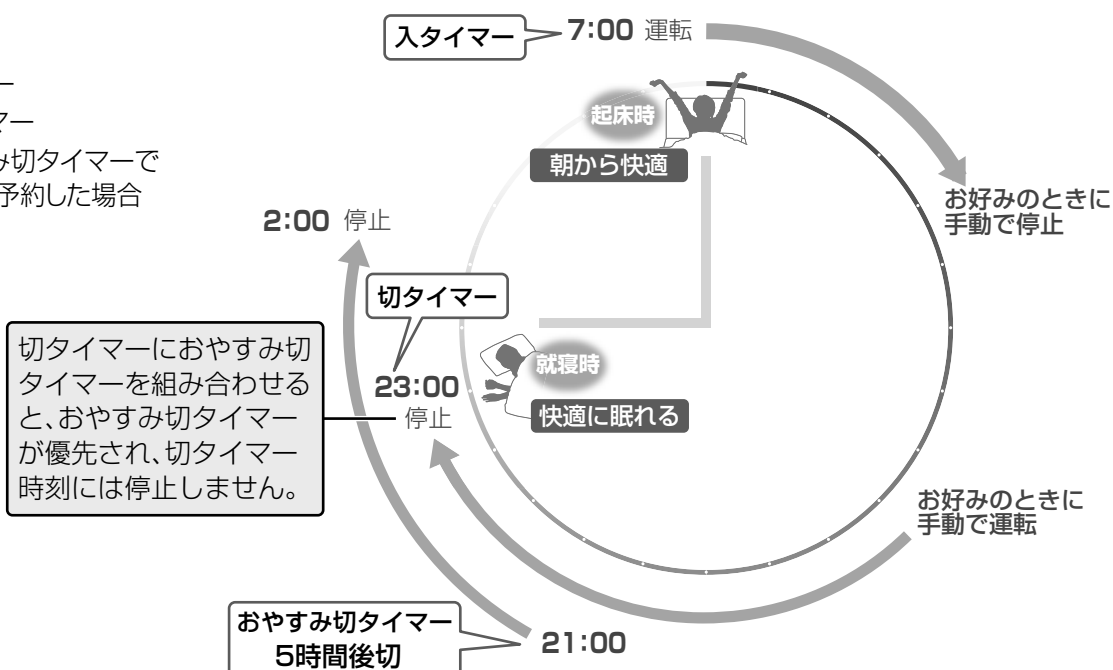 入タイマー
7:00 運転
ー
マー
み切タイマーで
予約した場合
起床時
朝から快適
お好みのときに
手動で停止
2:00 停止
切タイマー
切タイマーにおやすみ切
タイマーを組み合わせる
と、おやすみ切タイマー
が優先され、切タイマー
時刻には停止しません。
23:00
停止
就寝時
快適に眠れる
お好みのときに
手動で運転
おやすみ切タイマー
5時間後切
21:00